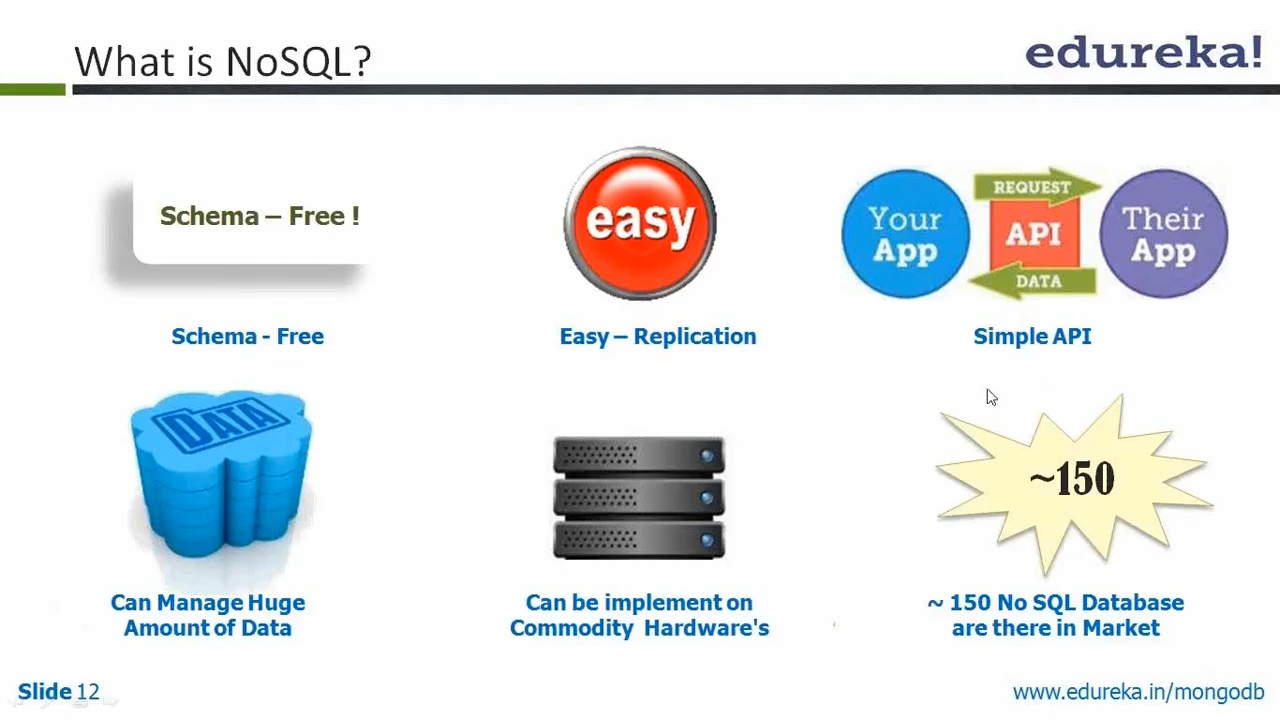 What is NoSQL?
edureka!
Schema – Free !
easy
Your
App
REQUEST
API
DATA
Their
App
Schema - Free
Easy – Replication
Simple API
DATA
~150
Can Manage Huge
Amount of Data
Can be implement on
Commodity Hardware's
~ 150 No SQL Database
are there in Market
Slide 12
www.edureka.in/mongodb